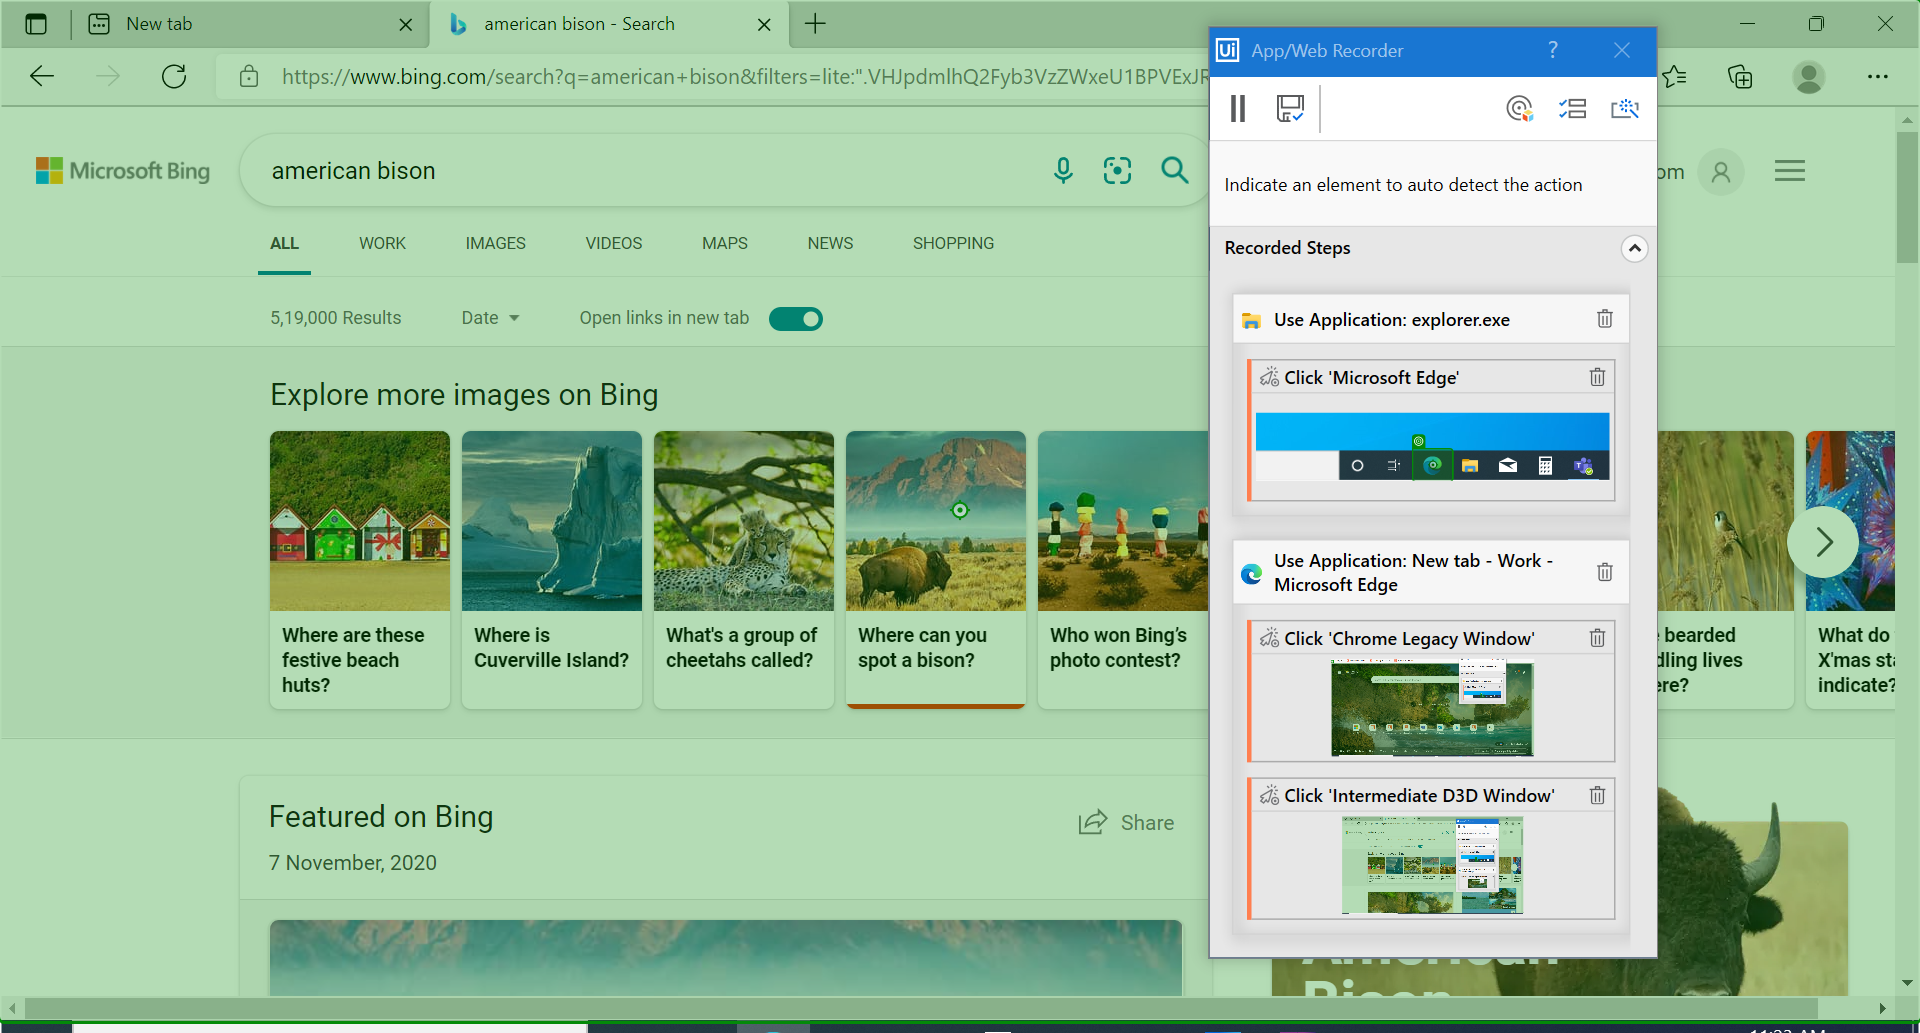 New tab
american bison - Search
https://www.bing.com/search?q=american+bison&filters=lite:".VHJpdmlhQ2Fyb3VzZWxeU1BPVExJR
Microsoft Bing
american bison
om
ALL WORK IMAGES VIDEOS MAPS NEWS SHOPPING
5,19,000 Results Date Open links in new tab
Explore more images on Bing
Where are these
festive beach
huts?
Where is
Cuverville Island?
What's a group of
cheetahs called?
Where can you
spot a bison?
Who won Bing's
photo contest?
bearded
dling lives
ere?
What do
X'mas sta
indicate?
Featured on Bing
Share
7 November, 2020
American
Bison
Ui App/Web Recorder ?
Indicate an element to auto detect the action
Recorded Steps
Use Application: explorer.exe
Click 'Microsoft Edge'
Use Application: New tab - Work -
Microsoft Edge
Click 'Chrome Legacy Window'
Click 'Intermediate D3D Window'